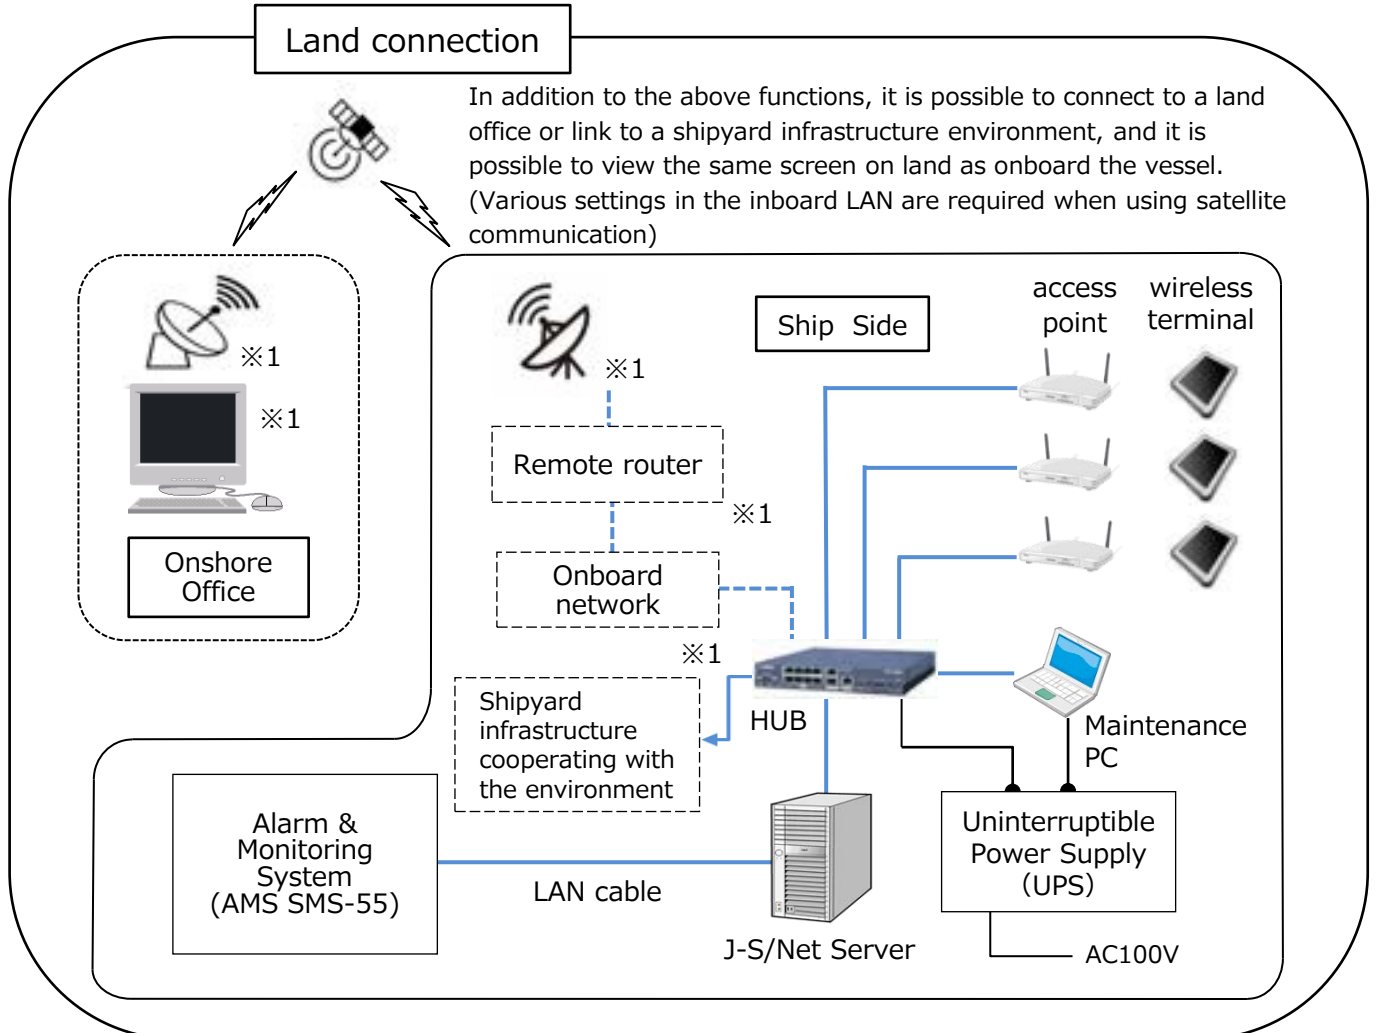 Land connection
In addition to the above functions, it is possible to connect to a land
office or link to a shipyard infrastructure environment, and it is
possible to view the same screen on land as onboard the vessel.
(Various settings in the inboard LAN are required when using satellite
communication)
※1
※1
Onshore
Office
Ship Side
access
point
wireless
terminal
※1
Remote router
※1
Onboard
network
※1
Shipyard
infrastructure
cooperating with
the environment
HUB
Maintenance
PC
Alarm &
Monitoring
System
(AMS SMS-55)
LAN cable
J-S/Net Server
Uninterruptible
Power Supply
(UPS)
AC100V